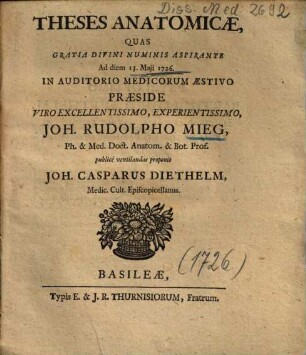 Diss. Med. 2692
THESES ANATOMICÆ,
QUAS
GRATIA DIVINI NUMINIS ASPIRANTE
Ad diem 13. Maji 1726.
IN AUDITORIO MEDICORUM ÆSTIVO
PRÆSIDE
VIRO EXCELLENTISSIMO, EXPERIENTISSIMO,
JOH. RUDOLPHO MIEG,
Ph. & Med. Doct. Anatom. & Bot. Prof.
publicè ventilandas proponit
JOH. CASPARUS DIETHELM,
Medic. Cult. Episcopicellanus.
(1726)
BASILEÆ,
Typis E. & J. R. THURNISIORUM, Fratrum.